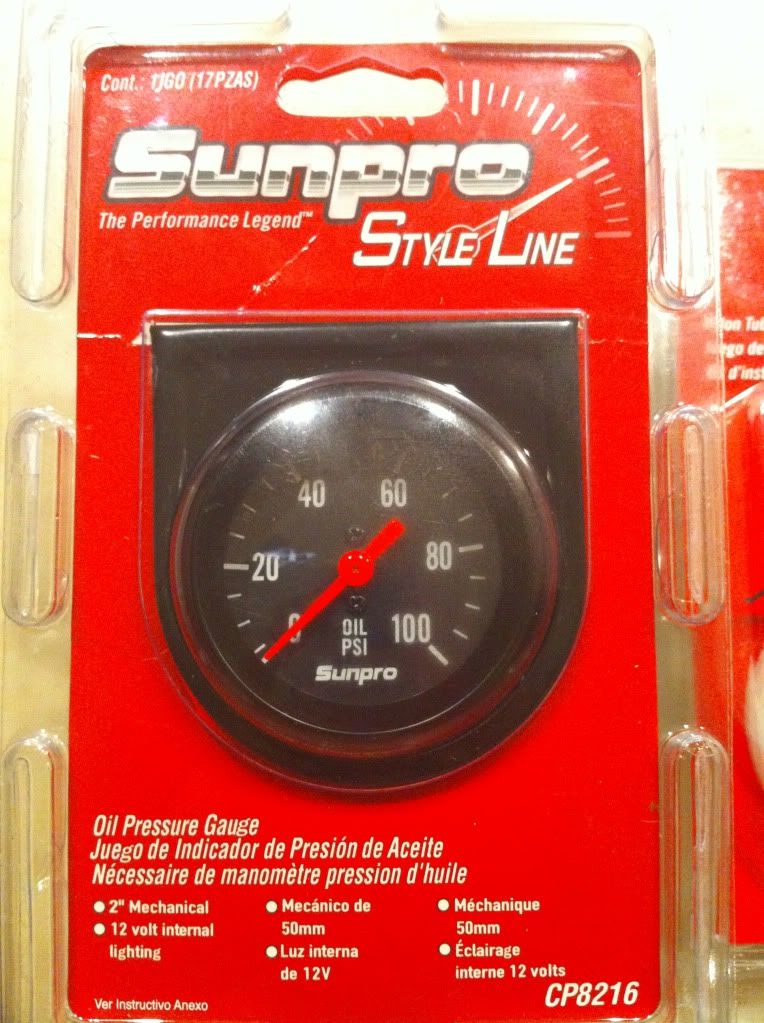 Cont.: 1JGO (17PZAS)
Sunpro
The Performance Legend™
STYLE LINE
40
60
20
80
0
OIL
100
PSI
Sunpro
Oil Pressure Gauge
Juego de Indicador de Presión de Aceite
Nécessaire de manomètre pression d'huile
• 2" Mechanical
• 12 volt internal
lighting
• Mecánico de
50mm
• Luz interna
de 12V
• Méchanique
50mm
• Éclairage
interne 12 volts
Ver Instructivo Anexo
CP8216
d'inst